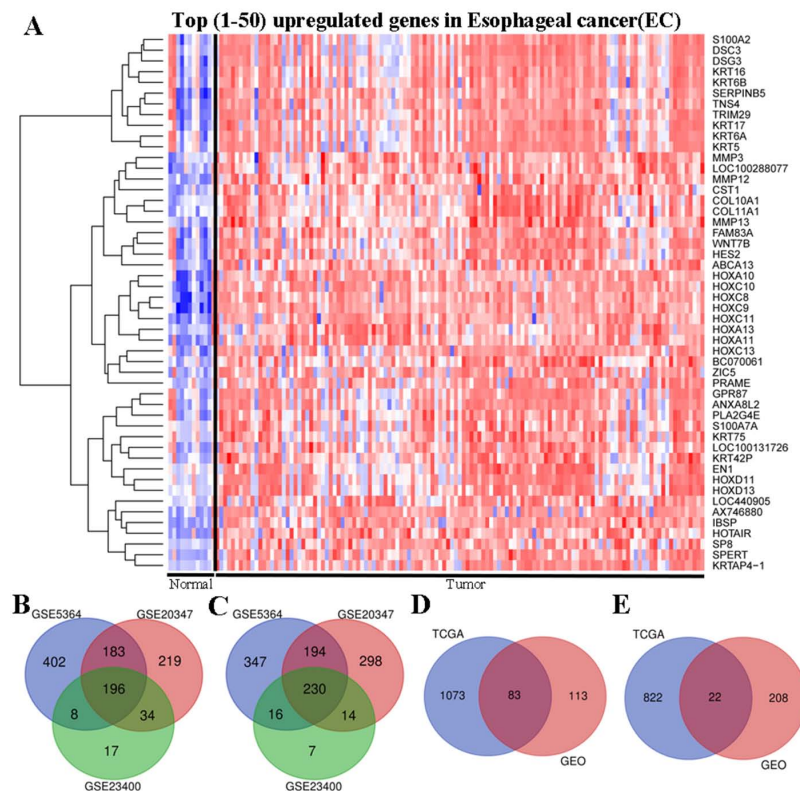 A
Top (1-50) upregulated genes in Esophageal cancer(EC)
S100A2
DSC3
DSG3
KRT16
KRT6B
SERPINB5
TNS4
TRIM29
KRT17
KRT6A
KRT5
MMP3
LOC100288077
MMP12
CST1
COL10A1
COL11A1
MMP13
FAM83A
WNT7B
HES2
ABCA13
HOXA10
HOXC10
HOXC8
HOXC9
HOXC11
HOXA13
HOXA11
HOXC13
BC070061
ZIC5
PRAME
GPR87
ANXA8L2
PLA2G4E
S100A7A
KRT75
LOC100131726
KRT42P
EN1
HOXD11
HOXD13
LOC440905
AX746880
IBSP
HOTAIR
SP8
SPERT
KRTAP4−1
Normal
Tumor
B
GSE5364
GSE20347
402
183
219
196
8
34
17
GSE23400
C
GSE5364
GSE20347
347
194
298
230
16
14
7
GSE23400
D
TCGA
1073
83
113
GEO
E
TCGA
822
22
208
GEO